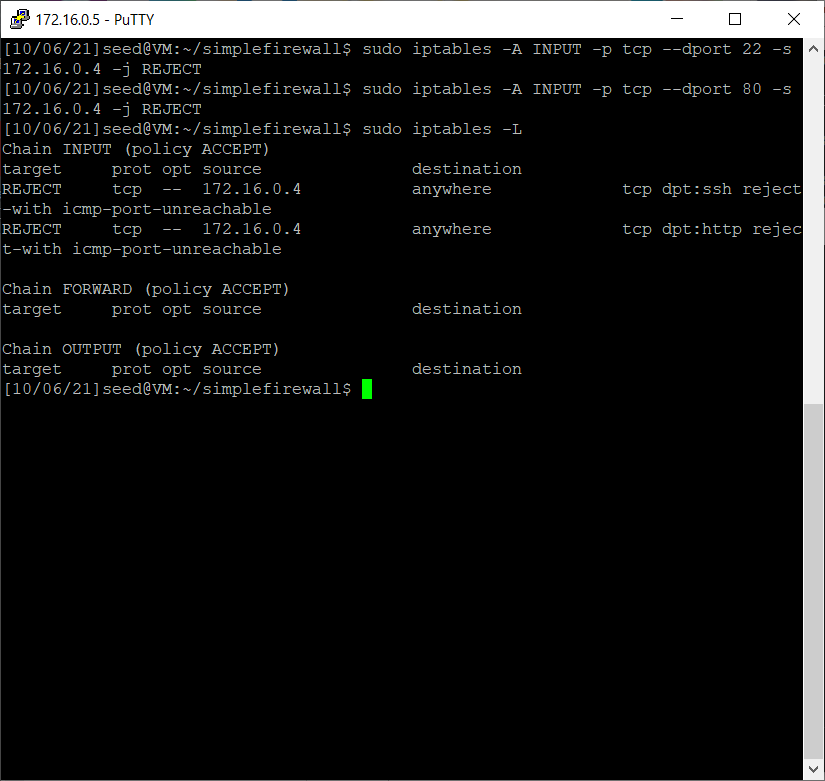 172.16.0.5 - PuTTY
[10/06/21]seed@VM:~/simplefirewall$ sudo iptables -A INPUT -p tcp --dport 22 -s
172.16.0.4 -j REJECT
[10/06/21]seed@VM:~/simplefirewall$ sudo iptables -A INPUT -p tcp --dport 80 -s
172.16.0.4 -j REJECT
[10/06/21]seed@VM:~/simplefirewall$ sudo iptables -L
Chain INPUT (policy ACCEPT)
target     prot opt source               destination
REJECT     tcp  --  172.16.0.4           anywhere             tcp dpt:ssh reject
-with icmp-port-unreachable
REJECT     tcp  --  172.16.0.4           anywhere             tcp dpt:http rejec
t-with icmp-port-unreachable
Chain FORWARD (policy ACCEPT)
target     prot opt source               destination
Chain OUTPUT (policy ACCEPT)
target     prot opt source               destination
[10/06/21]seed@VM:~/simplefirewall$